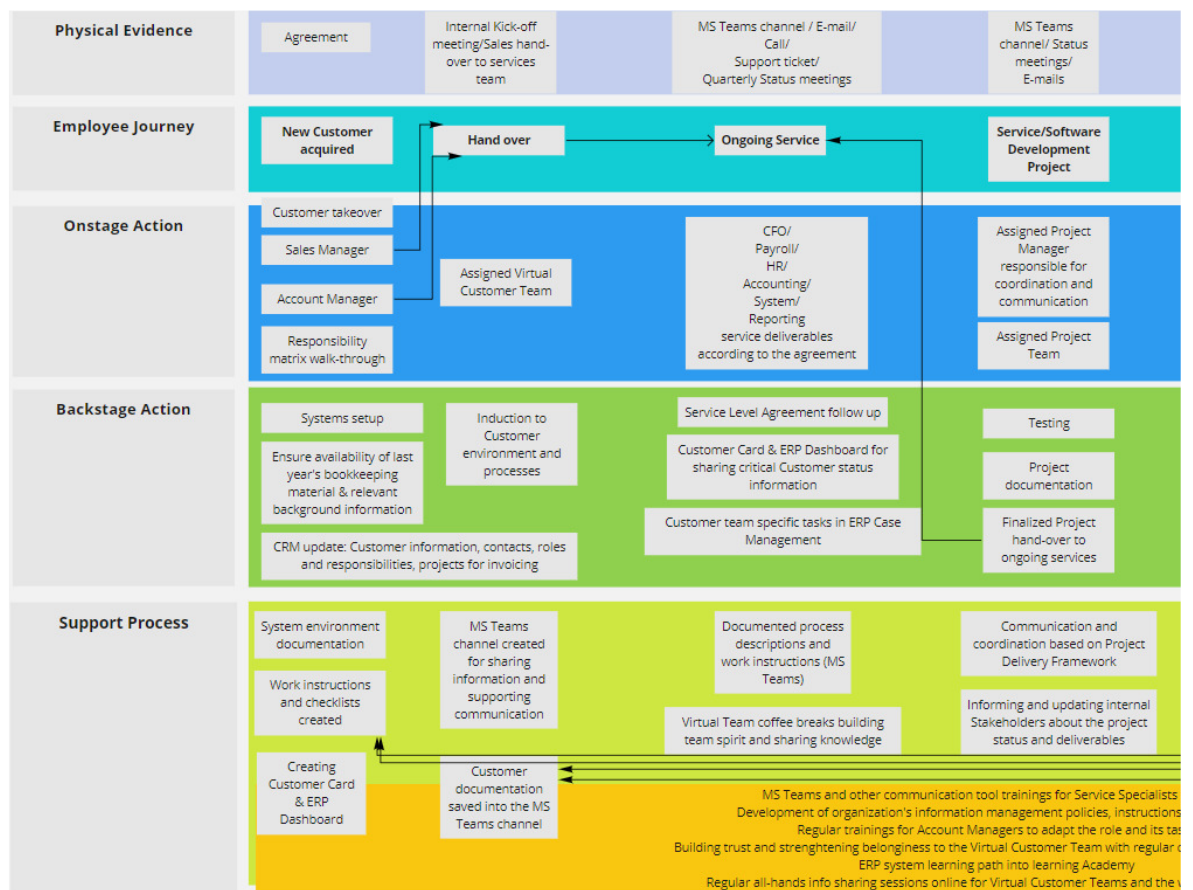 Physical Evidence
Agreement
Internal Kick-off
meeting/Sales hand-
over to services
team
MS Teams channel / E-mail/
Call/
Support ticket/
Quarterly Status meetings
MS Teams
channel/ Status
meetings/
E-mails
Employee Journey
New Customer
acquired
Hand over
Ongoing Service
Service/Software
Development
Project
Onstage Action
Customer takeover
Sales Manager
Account Manager
Responsibility
matrix walk-through
Assigned Virtual
Customer Team
CFO/
Payroll/
HR/
Accounting/
System/
Reporting
service deliverables
according to the agreement
Assigned Project
Manager
responsible for
coordination and
communication
Assigned Project
Team
Backstage Action
Systems setup
Ensure availability of last
year's bookkeeping
material & relevant
background information
CRM update: Customer information, contacts, roles
and responsibilities, projects for invoicing
Induction to
Customer
environment and
processes
Service Level Agreement follow up
Customer Card & ERP Dashboard for
sharing critical Customer status
information
Customer team specific tasks in ERP Case
Management
Testing
Project
documentation
Finalized Project
hand-over to
ongoing services
Support Process
System environment
documentation
Work instructions
and checklists
created
Creating
Customer Card
& ERP
Dashboard
MS Teams
channel created
for sharing
information and
supporting
communication
Customer
documentation
saved into the MS
Teams channel
Documented process
descriptions and
work instructions (MS
Teams)
Virtual Team coffee breaks building
team spirit and sharing knowledge
Communication and
coordination based on Project
Delivery Framework
Informing and updating internal
Stakeholders about the project
status and deliverables
MS Teams and other communication tool trainings for Service Specialists
Development of organization's information management policies, instructions
Regular trainings for Account Managers to adapt the role and its
Building trust and strenghtening belonginess to the Virtual Customer Team with regular
ERP system learning path into learning Academy
Regular all-hands info sharing sessions online for Virtual Customer Teams and the